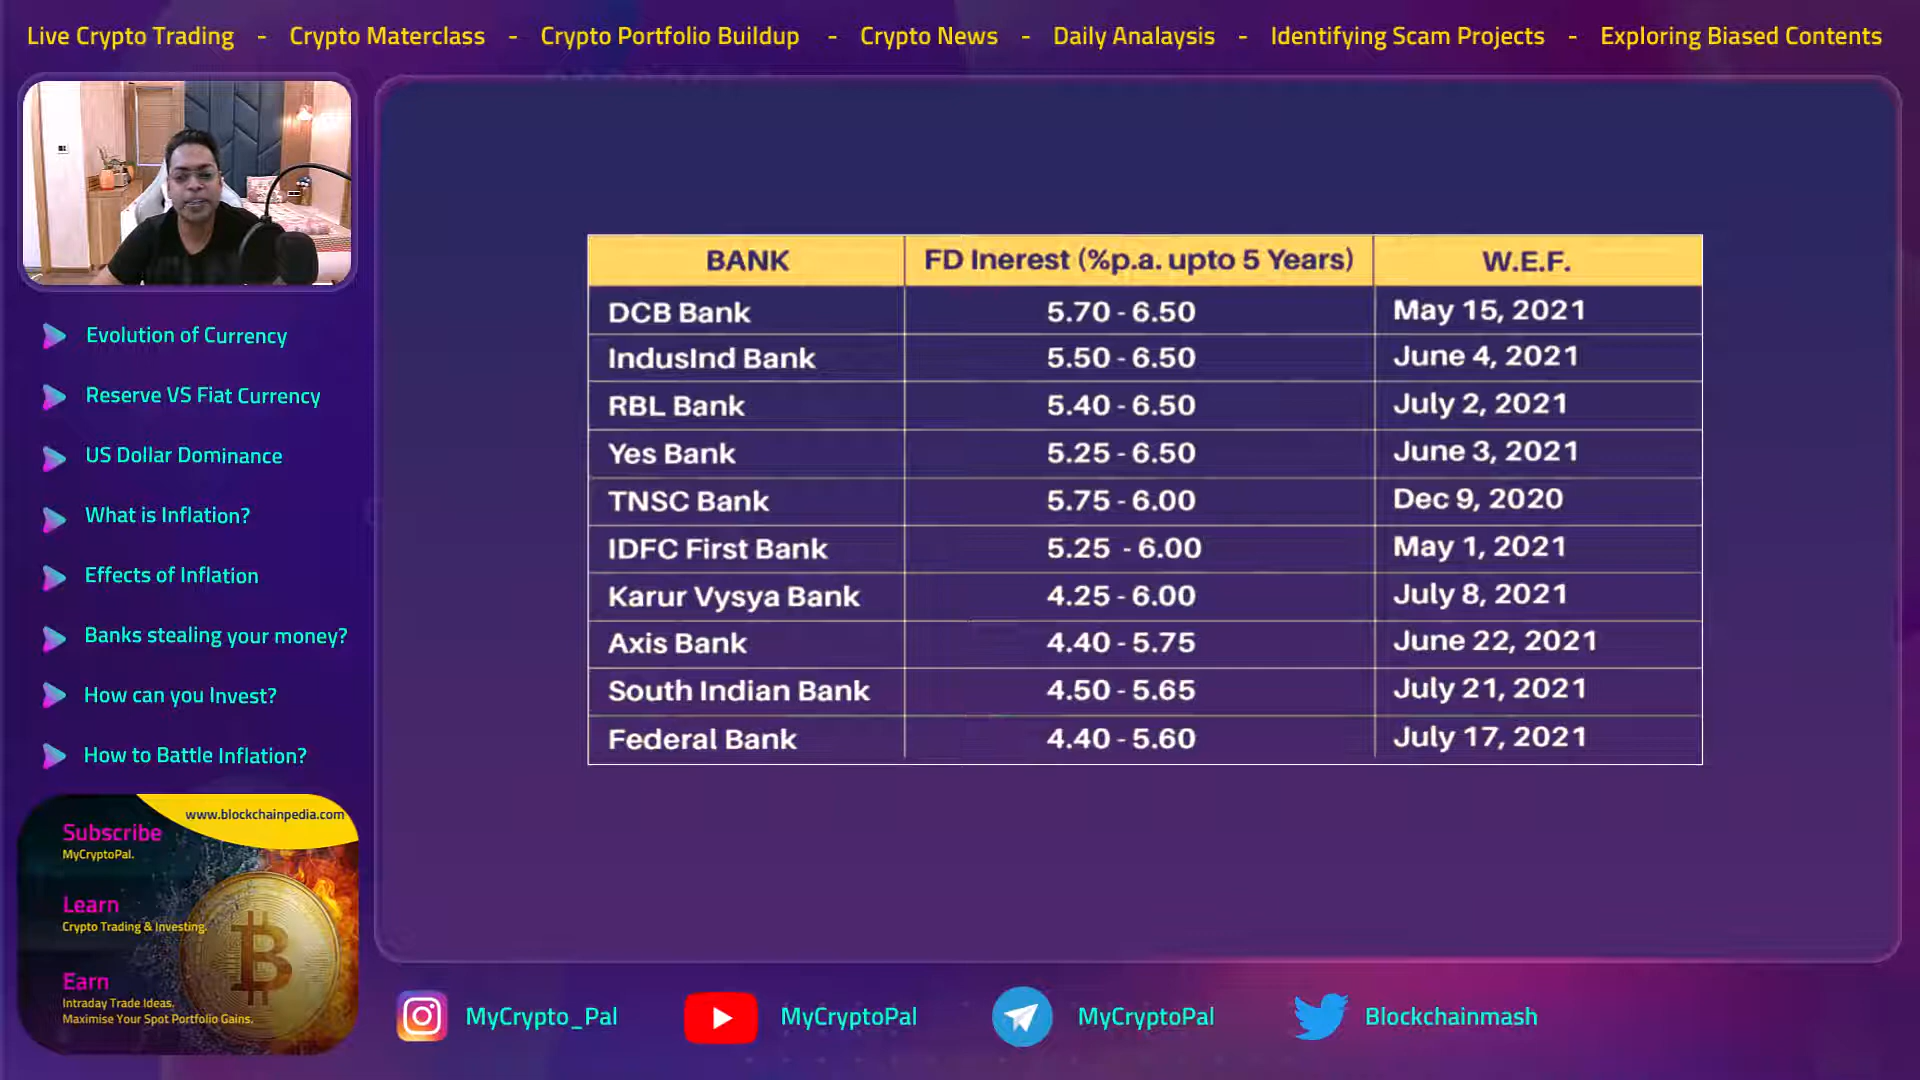 Live Crypto Trading - Crypto Materclass - Crypto Portfolio Buildup - Crypto News - Daily Analaysis - Identifying Scam Projects - Exploring Biased Contents
Evolution of Currency
Reserve VS Fiat Currency
US Dollar Dominance
What is Inflation?
Effects of Inflation
Banks stealing your money?
How can you Invest?
How to Battle Inflation?
www.blockchainpedia.com
Subscribe
MyCryptoPal.
Learn
Crypto Trading & Investing.
Earn
Intraday Trade Ideas.
Maximise Your Spot Portfolio Gains.
BANK FD Inerest (%p.a. upto 5 Years) W.E.F.
DCB Bank 5.70 - 6.50 May 15, 2021
IndusInd Bank 5.50 - 6.50 June 4, 2021
RBL Bank 5.40 - 6.50 July 2, 2021
Yes Bank 5.25 - 6.50 June 3, 2021
TNSC Bank 5.75 - 6.00 Dec 9, 2020
IDFC First Bank 5.25 - 6.00 May 1, 2021
Karur Vysya Bank 4.25 - 6.00 July 8, 2021
Axis Bank 4.40 - 5.75 June 22, 2021
South Indian Bank 4.50 - 5.65 July 21, 2021
Federal Bank 4.40 - 5.60 July 17, 2021
MyCrypto_Pal MyCryptoPal MyCryptoPal Blockchainmash